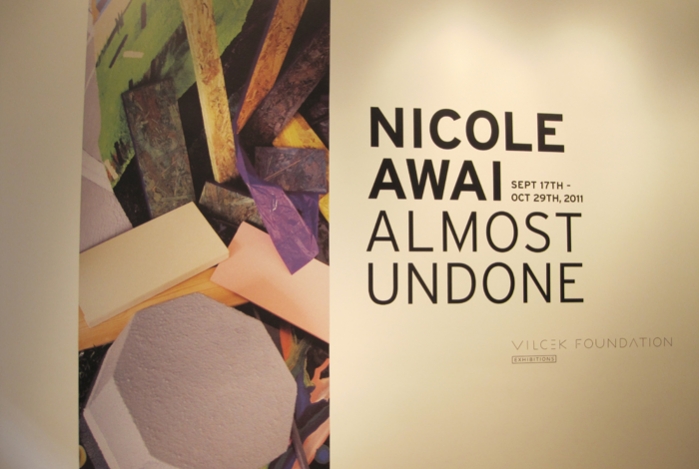 NICOLE
AWAI SEPT 17TH -
OCT 29TH, 2011
ALMOST
UNDONE
VILCEK FOUNDATION
EXHIBITIONS